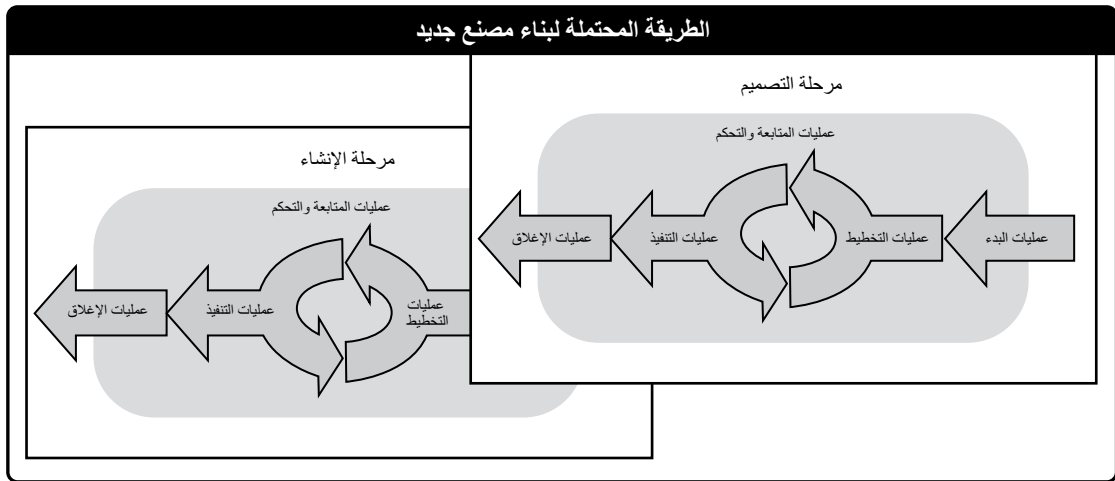 الطريقة المحتملة لبناء مصنع جديد
مرحلة التصميم
عمليات المتابعة والتحكم
عمليات البدء
عمليات التخطيط
عمليات التنفيذ
عمليات الإغلاق
مرحلة الإنشاء
عمليات المتابعة والتحكم
عمليات
التخطيط
عمليات التنفيذ
عمليات الإغلاق